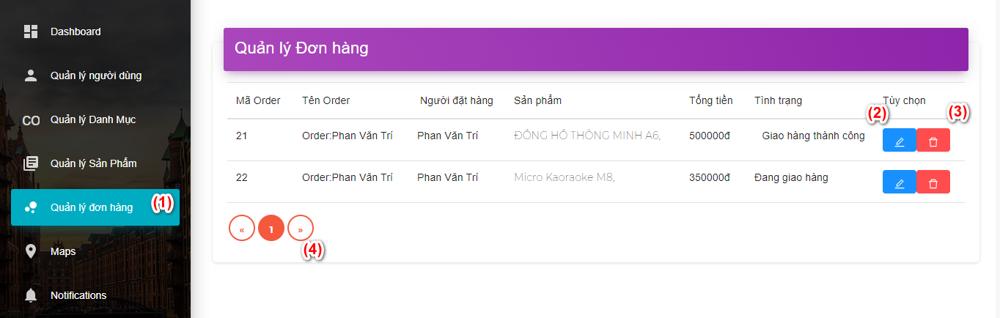 Dashboard
Quản lý người dùng
CO Quản lý Danh Mục
Quản lý Sản Phẩm
Quản lý đơn hàng (1)
Maps
Notifications
Quản lý Đơn hàng
Mã Order Tên Order Người đặt hàng Sản phẩm Tổng tiền Tình trạng Tùy chọn
(2) (3)
21 Order:Phan Văn Trí Phan Văn Trí ĐỒNG HỒ THÔNG MINH A6, 500000đ Giao hàng thành công
22 Order:Phan Văn Trí Phan Văn Trí Micro Kaoraoke M8, 350000đ Đang giao hàng
« 1 »
(4)